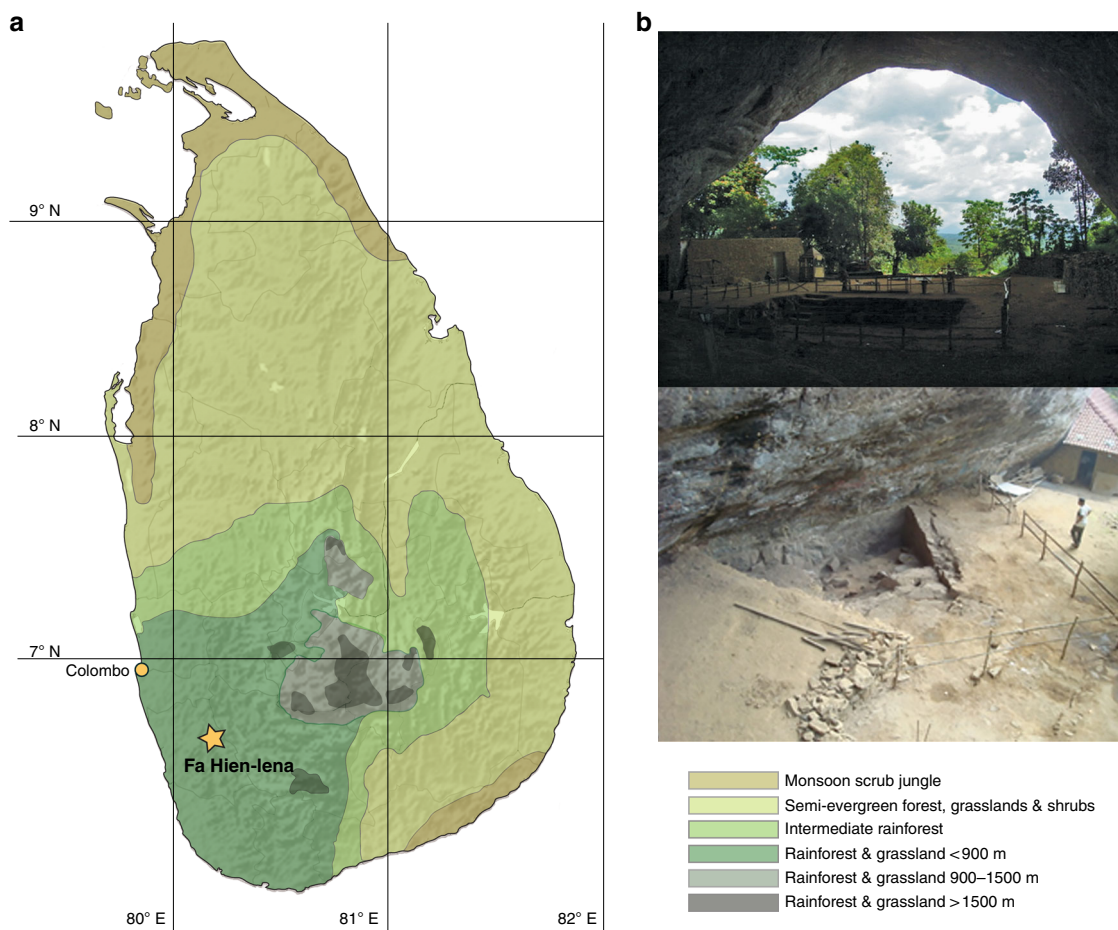 a
9° N
8° N
7° N
Colombo
Fa Hien-lena
80° E
81° E
82° E
b
Monsoon scrub jungle
Semi-evergreen forest, grasslands & shrubs
Intermediate rainforest
Rainforest & grassland <900 m
Rainforest & grassland 900–1500 m
Rainforest & grassland >1500 m